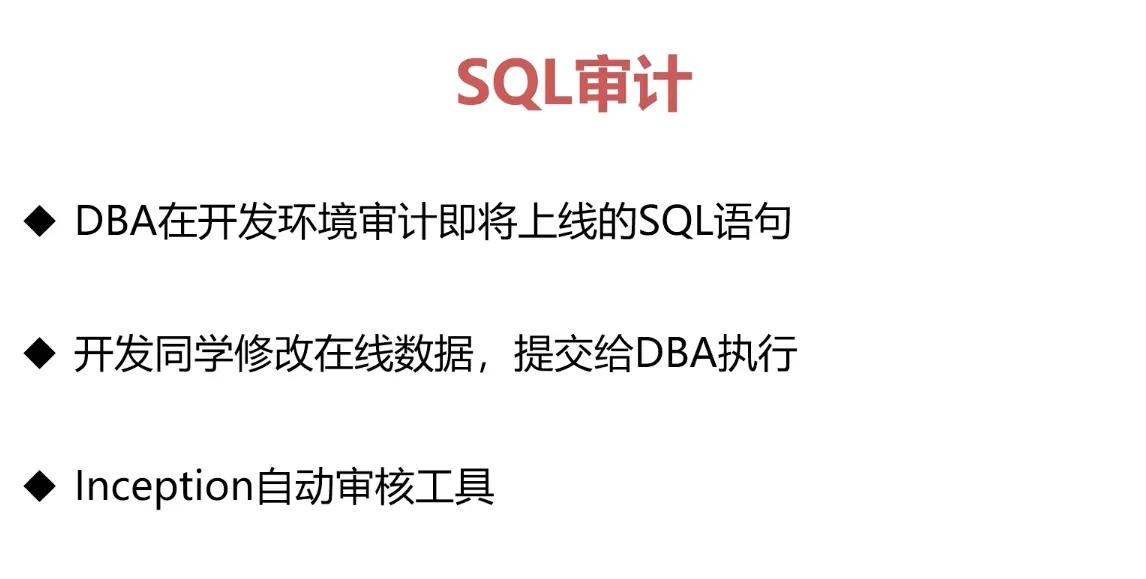 SQL审计
◆ DBA在开发环境审计即将上线的SQL语句
◆ 开发同学修改在线数据，提交给DBA执行
◆ Inception自动审核工具